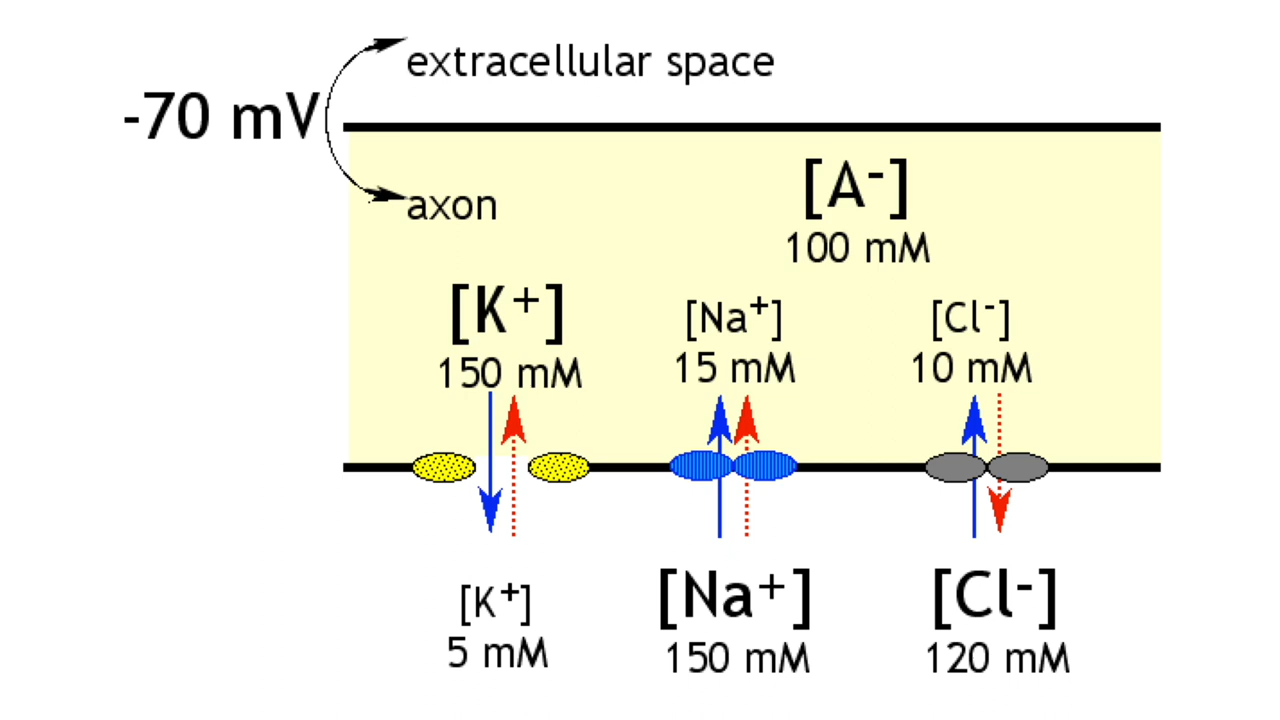 extracellular space
-70 mV
[A-]
axon
100 mM
[K+]
[Na+]
[Cl-]
150 mM
15 mM
10 mM
[K+]
[Na+]
[Cl-]
5 mM
150 mM
120 mM